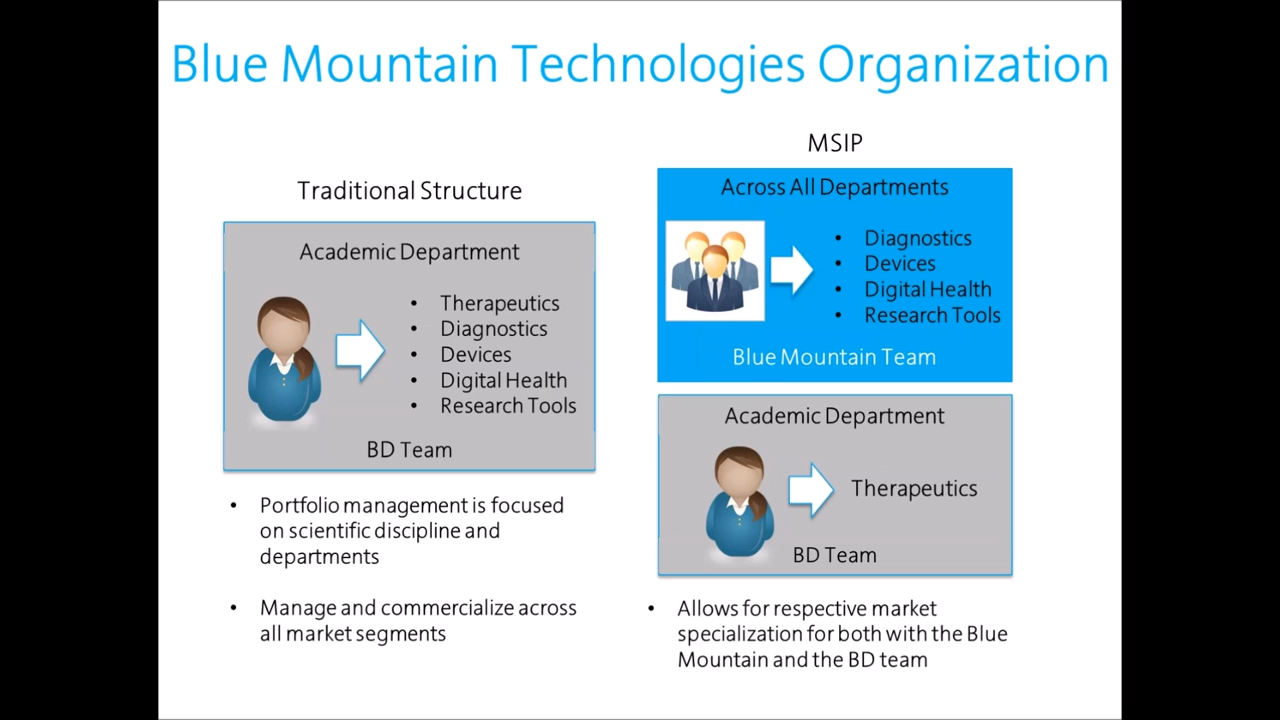 Blue Mountain Technologies Organization
Traditional Structure
Academic Department
• Therapeutics
• Diagnostics
• Devices
• Digital Health
• Research Tools
BD Team
• Portfolio management is focused
on scientific discipline and
departments
• Manage and commercialize across
all market segments
MSIP
Across All Departments
• Diagnostics
• Devices
• Digital Health
• Research Tools
Blue Mountain Team
Academic Department
Therapeutics
BD Team
• Allows for respective market
specialization for both with the Blue
Mountain and the BD team